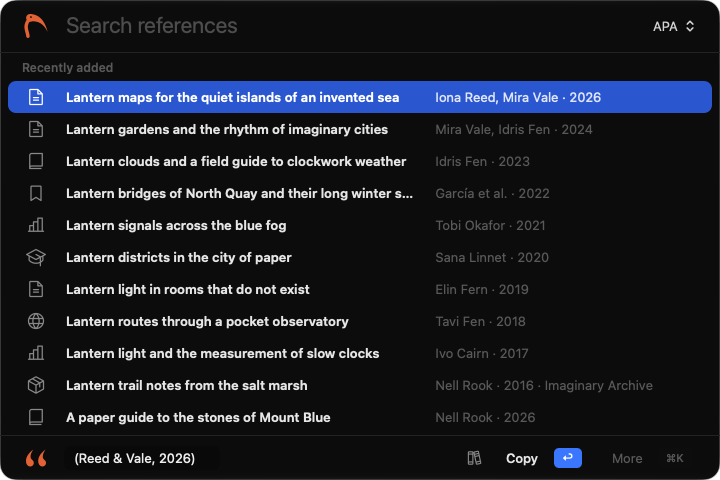 Search references
APA
Recently added
Lantern maps for the quiet islands of an invented sea Iona Reed, Mira Vale · 2026
Lantern gardens and the rhythm of imaginary cities Mira Vale, Idris Fen · 2024
Lantern clouds and a field guide to clockwork weather Idris Fen · 2023
Lantern bridges of North Quay and their long winter s... García et al. · 2022
Lantern signals across the blue fog Tobi Okafor · 2021
Lantern districts in the city of paper Sana Linnet · 2020
Lantern light in rooms that do not exist Elin Fern · 2019
Lantern routes through a pocket observatory Tavi Fen · 2018
Lantern light and the measurement of slow clocks Ivo Cairn · 2017
Lantern trail notes from the salt marsh Nell Rook · 2016 · Imaginary Archive
A paper guide to the stones of Mount Blue Nell Rook · 2026
(Reed & Vale, 2026) Copy More ⌘K